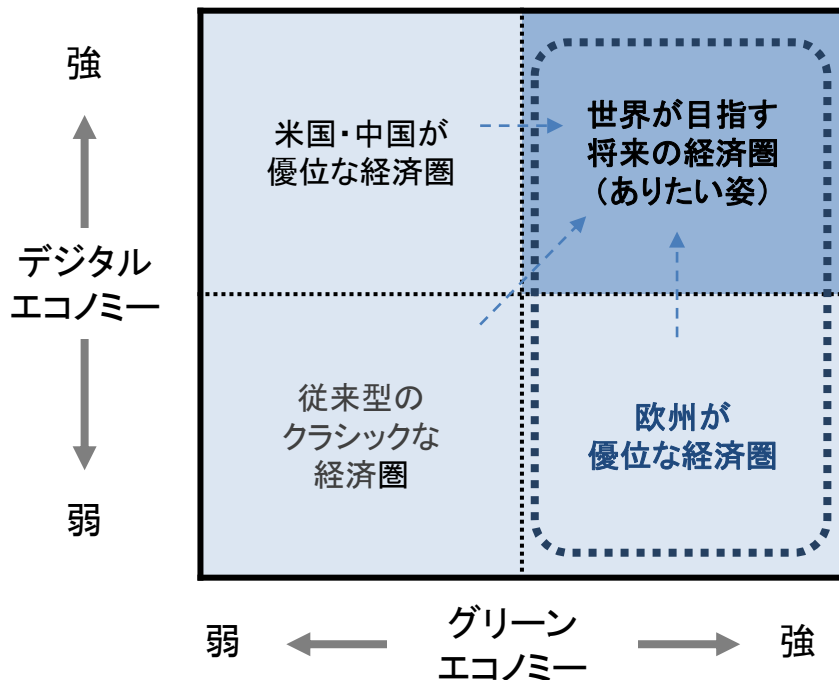 強
デジタル
エコノミー
弱
米国・中国が
優位な経済圏
世界が目指す
将来の経済圏
（ありたい姿）
従来型の
クラシックな
経済圏
欧州が
優位な経済圏
弱
グリーン
エコノミー
強